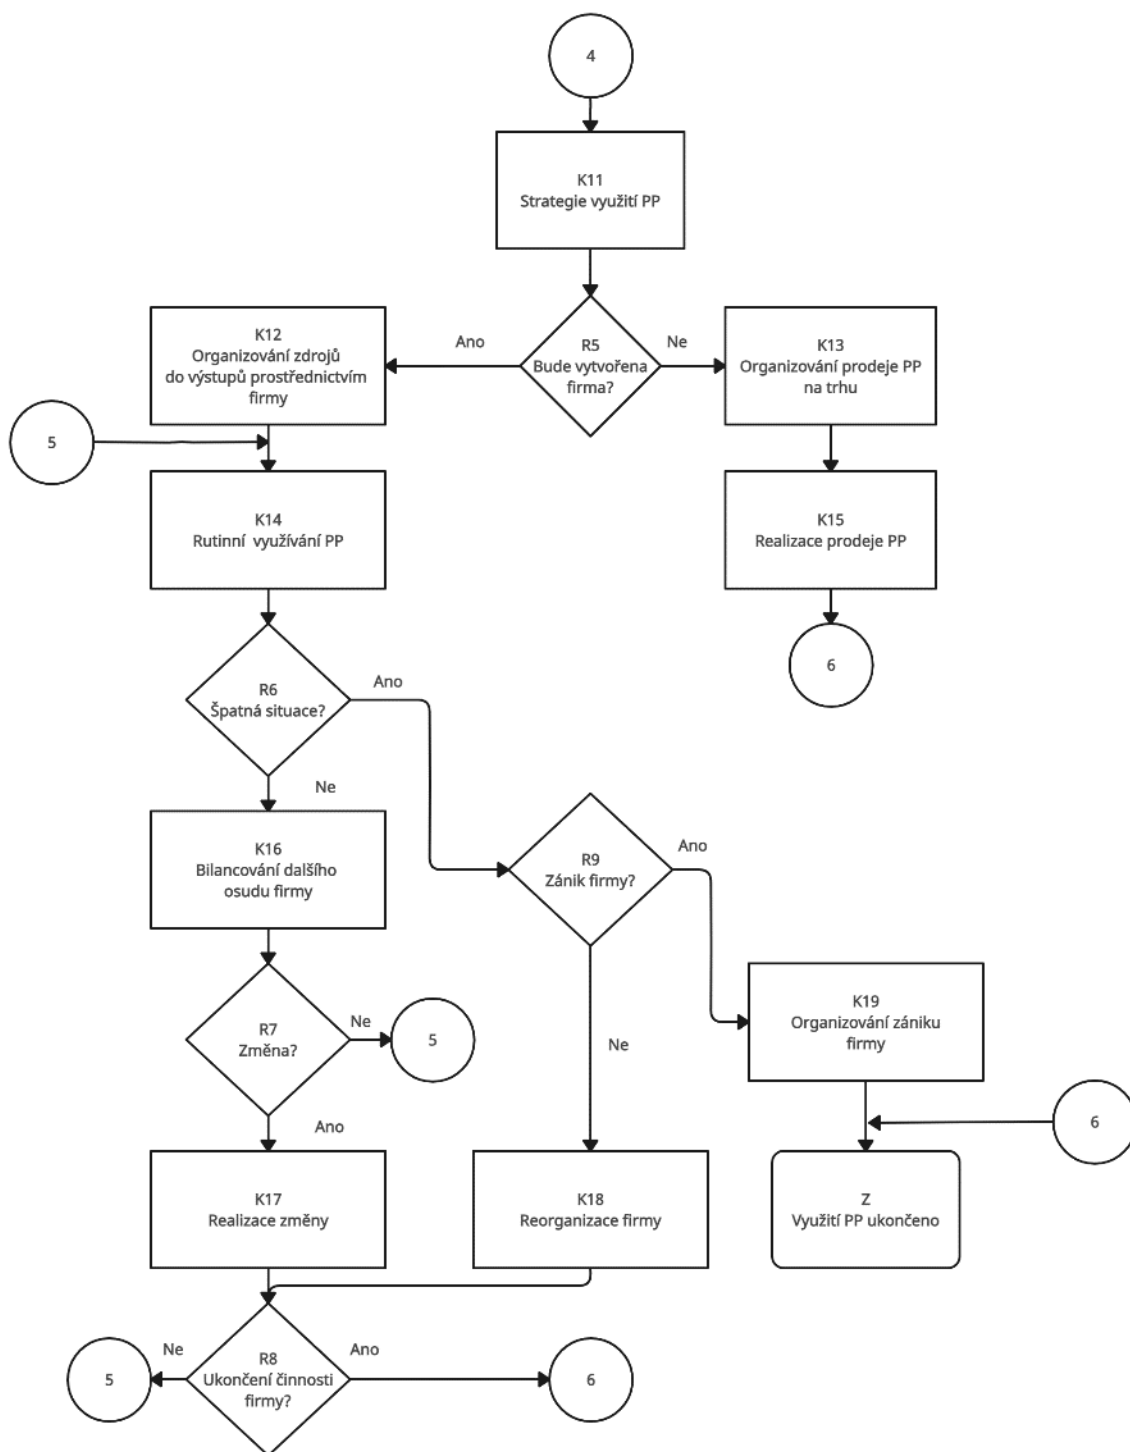 4
K11
Strategie využití PP
K12
Organizování zdrojů
do výstupů prostřednictvím
firmy
Ano
R5
Bude vytvořena
firma?
Ne
K13
Organizování prodeje PP
na trhu
5
K14
Rutinní využívání PP
K15
Realizace prodeje PP
6
R6
Špatná situace?
Ano
Ne
K16
Bilancování dalšího
osudu firmy
R9
Zánik firmy?
Ano
R7
Změna?
Ne
5
Ne
K19
Organizování zániku
firmy
Ano
6
K17
Realizace změny
K18
Reorganizace firmy
Z
Využití PP ukončeno
5
Ne
R8
Ukončení činnosti
firmy?
Ano
6